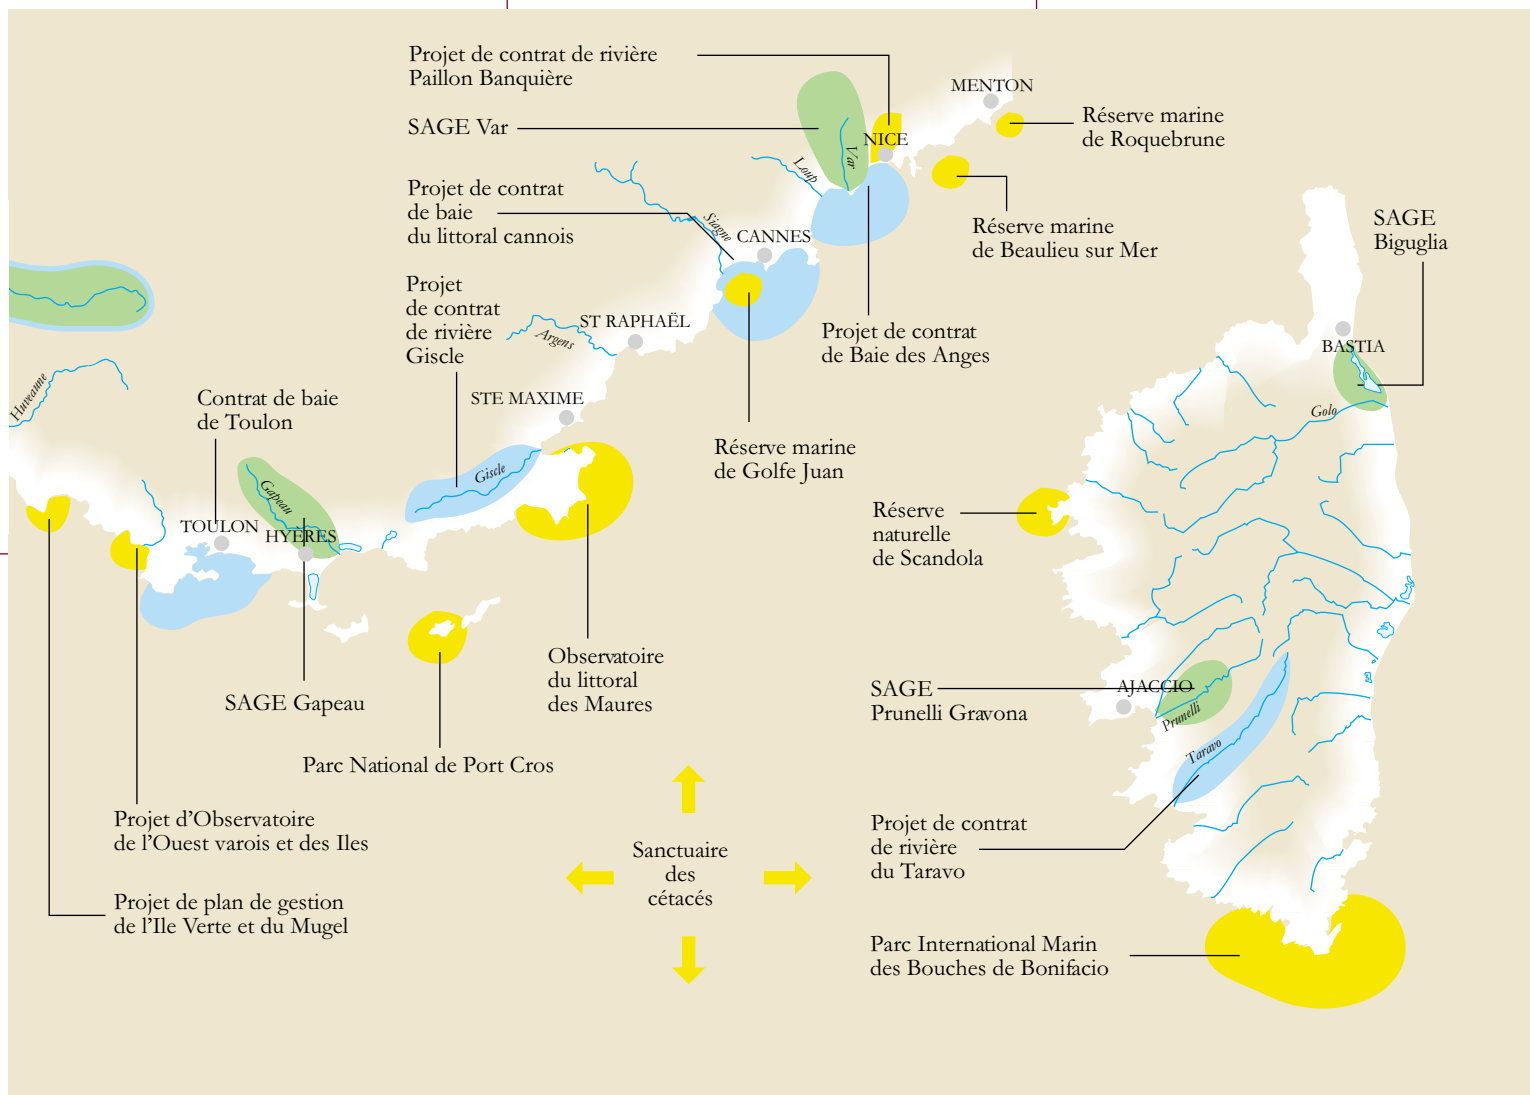 Projet de contrat de rivière
Paillon Banquière
MENTON
Réserve marine
de Roquebrune
SAGE Var
NICE
Var
Loup
Projet de contrat
de baie
du littoral cannois
Siagne
CANNES
Réserve marine
de Beaulieu sur Mer
SAGE
Biguglia
Projet
de contrat
de rivière
Giscle
ST RAPHAËL
Argens
Projet de contrat
de Baie des Anges
BASTIA
Golo
Huveaune
Contrat de baie
de Toulon
STE MAXIME
Réserve marine
de Golfe Juan
Giscle
Gapeau
TOULON
HYÈRES
Réserve
naturelle
de Scandola
Observatoire
du littoral
des Maures
SAGE Gapeau
SAGE
Prunelli Gravona
AJACCIO
Prunelli
Taravo
Parc National de Port Cros
Projet d’Observatoire
de l’Ouest varois et des Iles
Sanctuaire
des
cétacés
Projet de contrat
de rivière
du Taravo
Projet de plan de gestion
de l’Ile Verte et du Mugel
Parc International Marin
des Bouches de Bonifacio